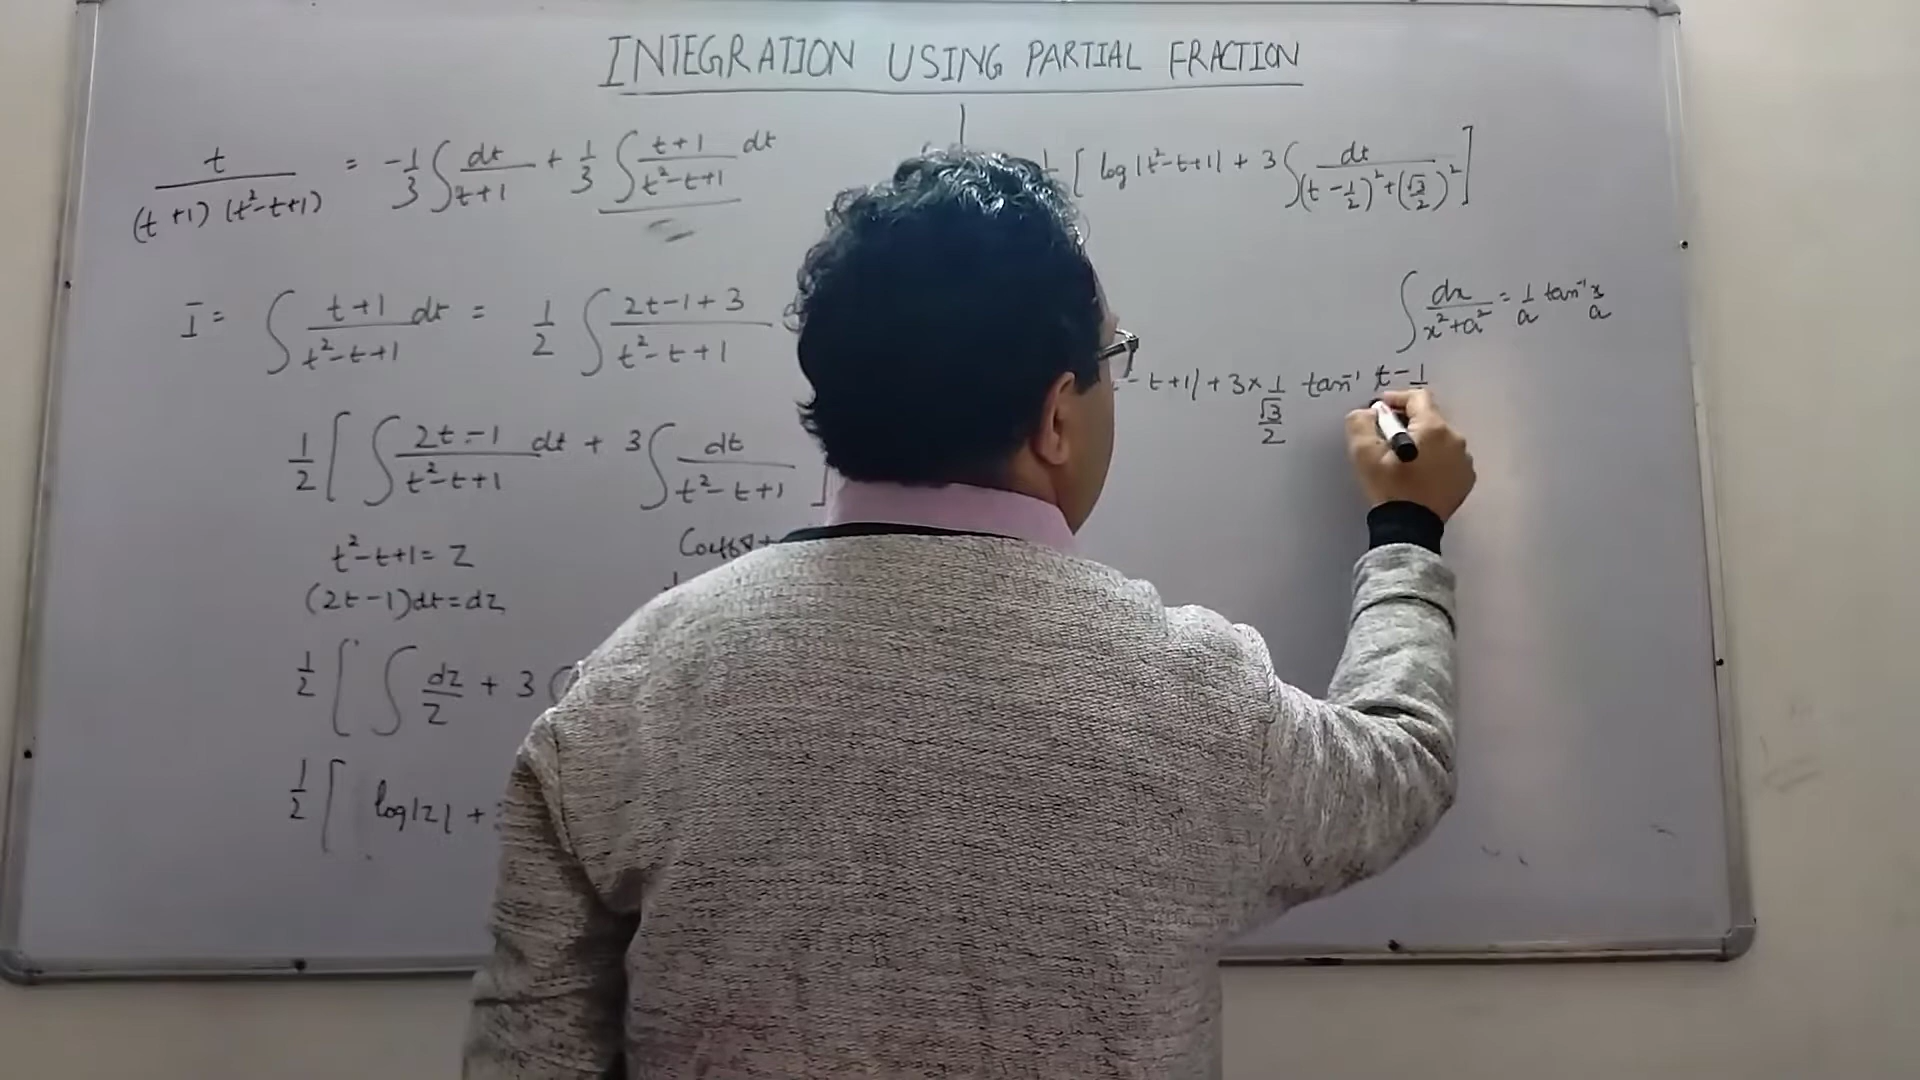 INTEGRATION USING PARTIAL FRACTION
t/((t+1)(t²-t+1)) = -1/3 ∫ dt/(t+1) + 1/3 ∫ (t+1)/(t²-t+1) dt
I = ∫ (t+1)/(t²-t+1) dt = 1/2 ∫ (2t-1+3)/(t²-t+1)
1/2 [ ∫ (2t-1)/(t²-t+1) dt + 3 ∫ dt/(t²-t+1) ]
t²-t+1 = z
(2t-1)dt = dz
1/2 [ ∫ dz/z + 3
1/2 [ log|z| +
[ log|t²-t+1| + 3 ∫ dt/((t-1/2)²+(√3/2)²) ]
∫ dx/(x²+a²) = 1/a tan⁻¹ x/a
- t+1| + 3 × 1/(√3/2) tan⁻¹ t-1